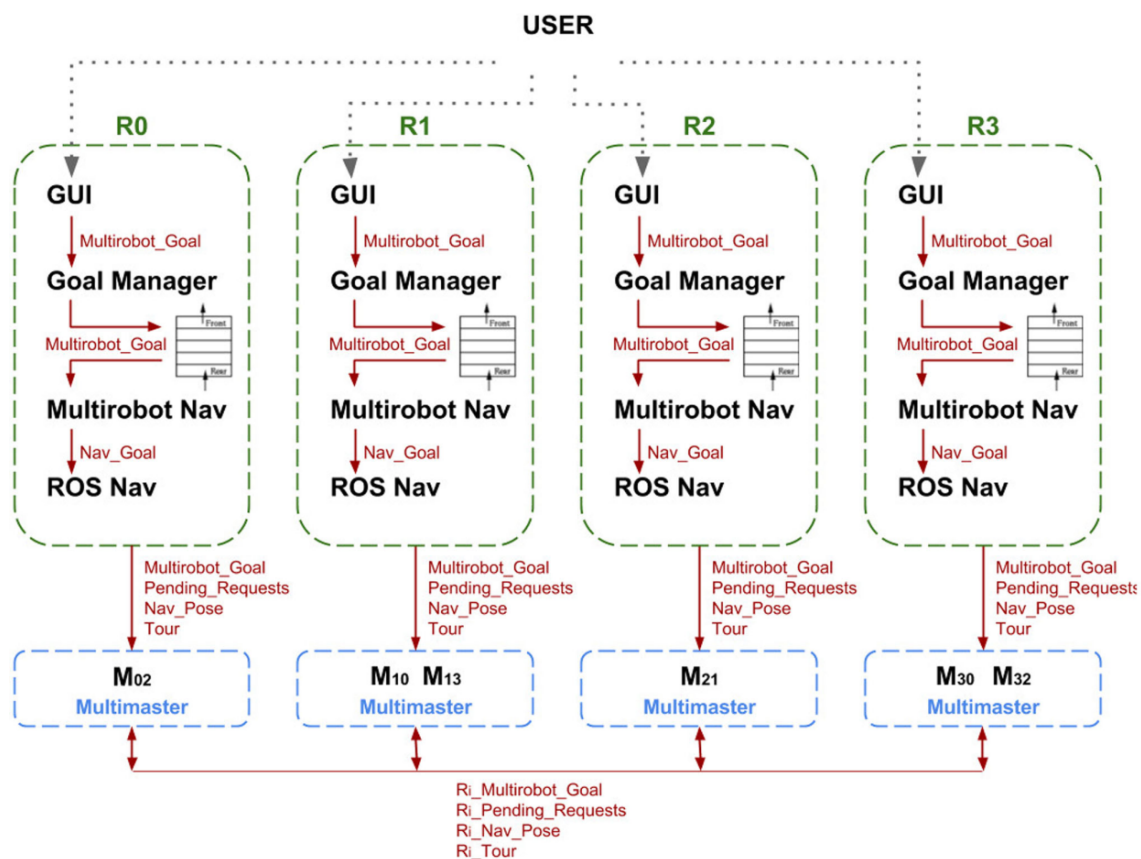 USER
R0 R1 R2 R3
GUI GUI GUI GUI
Multirobot_Goal Multirobot_Goal Multirobot_Goal Multirobot_Goal
Goal Manager Goal Manager Goal Manager Goal Manager
Front Front Front Front
Multirobot_Goal Multirobot_Goal Multirobot_Goal Multirobot_Goal
Rear Rear Rear Rear
Multirobot Nav Multirobot Nav Multirobot Nav Multirobot Nav
Nav_Goal Nav_Goal Nav_Goal Nav_Goal
ROS Nav ROS Nav ROS Nav ROS Nav
Multirobot_Goal Multirobot_Goal Multirobot_Goal Multirobot_Goal
Pending_Requests Pending_Requests Pending_Requests Pending_Requests
Nav_Pose Nav_Pose Nav_Pose Nav_Pose
Tour Tour Tour Tour
M02 M10 M13 M21 M30 M32
Multimaster Multimaster Multimaster Multimaster
Ri_Multirobot_Goal
Ri_Pending_Requests
Ri_Nav_Pose
Ri_Tour